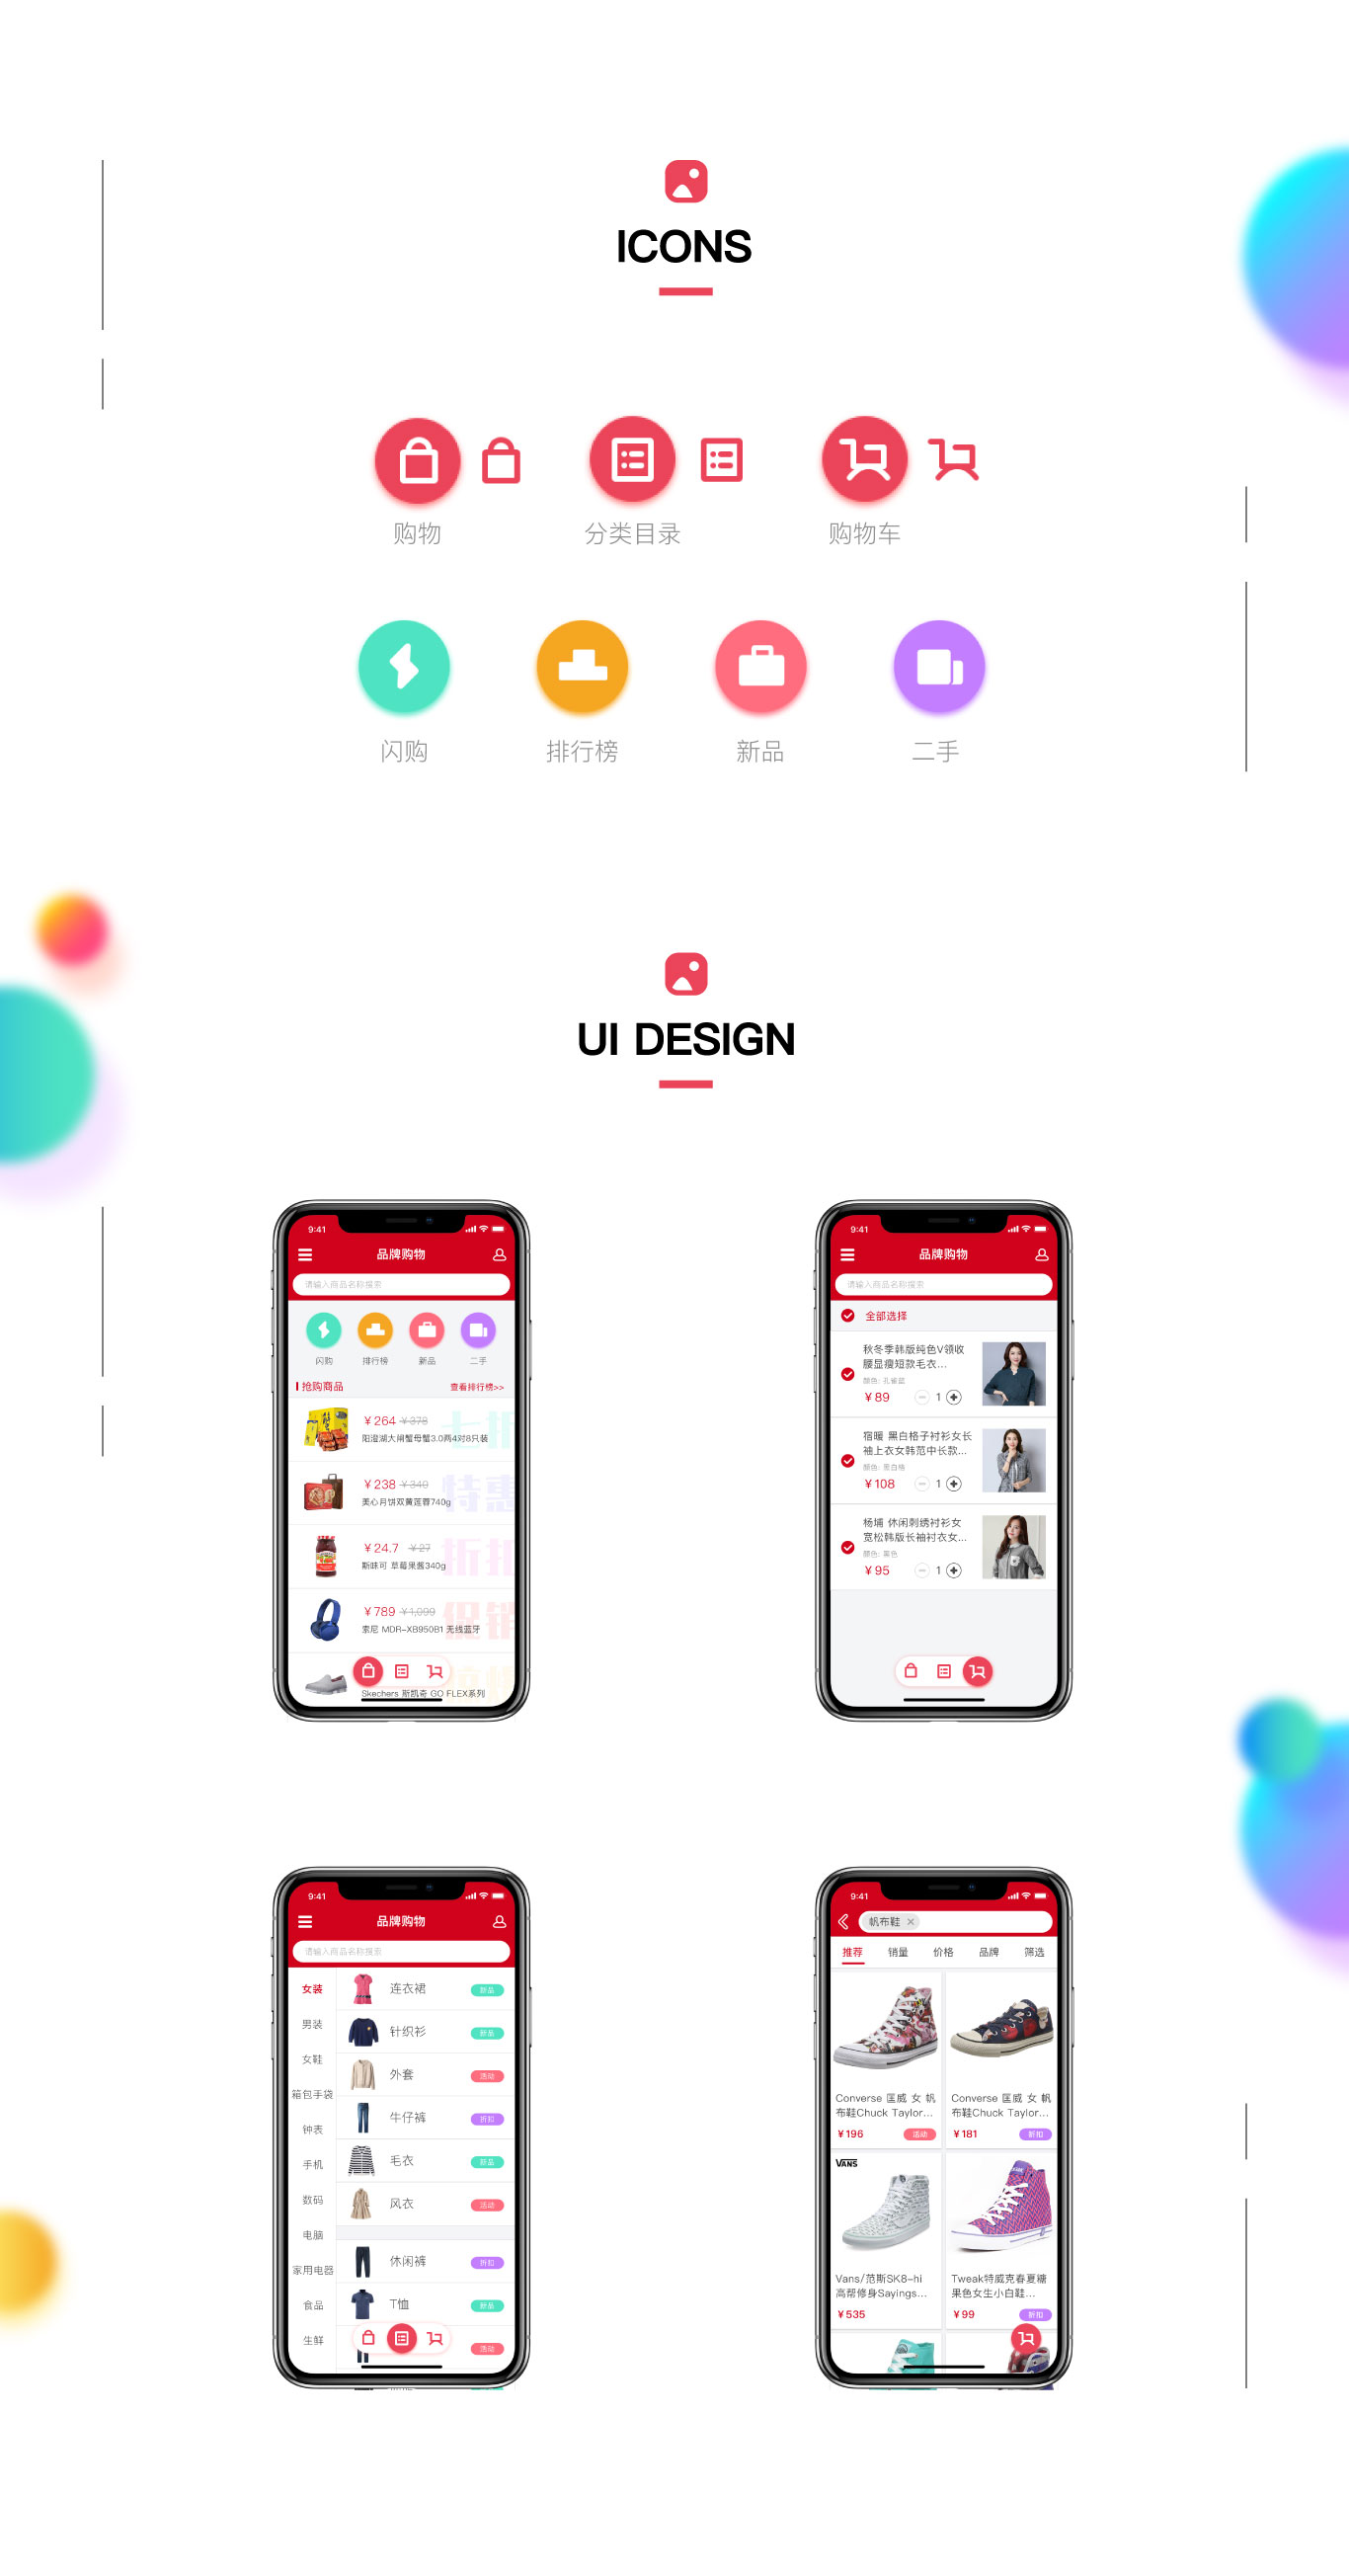 ICONS
购物
分类目录
购物车
闪购
排行榜
新品
二手
UI DESIGN
9:41
品牌购物
请输入商品名称搜索
闪购
排行榜
新品
二手
抢购商品
查看排行榜>>
¥264 ¥378
七折
阳澄湖大闸蟹母蟹3.0两4对8只装
¥238 ¥340
特惠
美心月饼双黄莲蓉740g
¥24.7 ¥27
折扣
斯味可 草莓果酱340g
¥789 ¥1,099
促销
索尼 MDR-XB950B1 无线蓝牙
Skechers 斯凯奇 GO FLEX系列
9:41
品牌购物
请输入商品名称搜索
全部选择
秋冬季韩版纯色V领收
腰显瘦短款毛衣...
颜色: 孔雀蓝
¥89
1
宿暖 黑白格子衬衫女长
袖上衣女韩范中长款...
颜色: 黑白格
¥108
1
杨埔 休闲刺绣衬衫女
宽松韩版长袖衬衣女...
颜色: 黑色
¥95
1
9:41
品牌购物
请输入商品名称搜索
女装
男装
女鞋
箱包手袋
钟表
手机
数码
电脑
家用电器
食品
生鲜
连衣裙
新品
针织衫
新品
外套
活动
牛仔裤
折扣
毛衣
新品
风衣
活动
休闲裤
折扣
T恤
新品
活动
9:41
帆布鞋
推荐
销量
价格
品牌
筛选
Converse 匡威 女 帆
布鞋Chuck Taylor...
¥196
活动
Converse 匡威 女 帆
布鞋Chuck Taylor...
¥181
折扣
VANS
Vans/范斯SK8-hi
高帮修身Sayings...
¥535
Tweak特威克春夏糖
果色女生小白鞋...
¥99
折扣